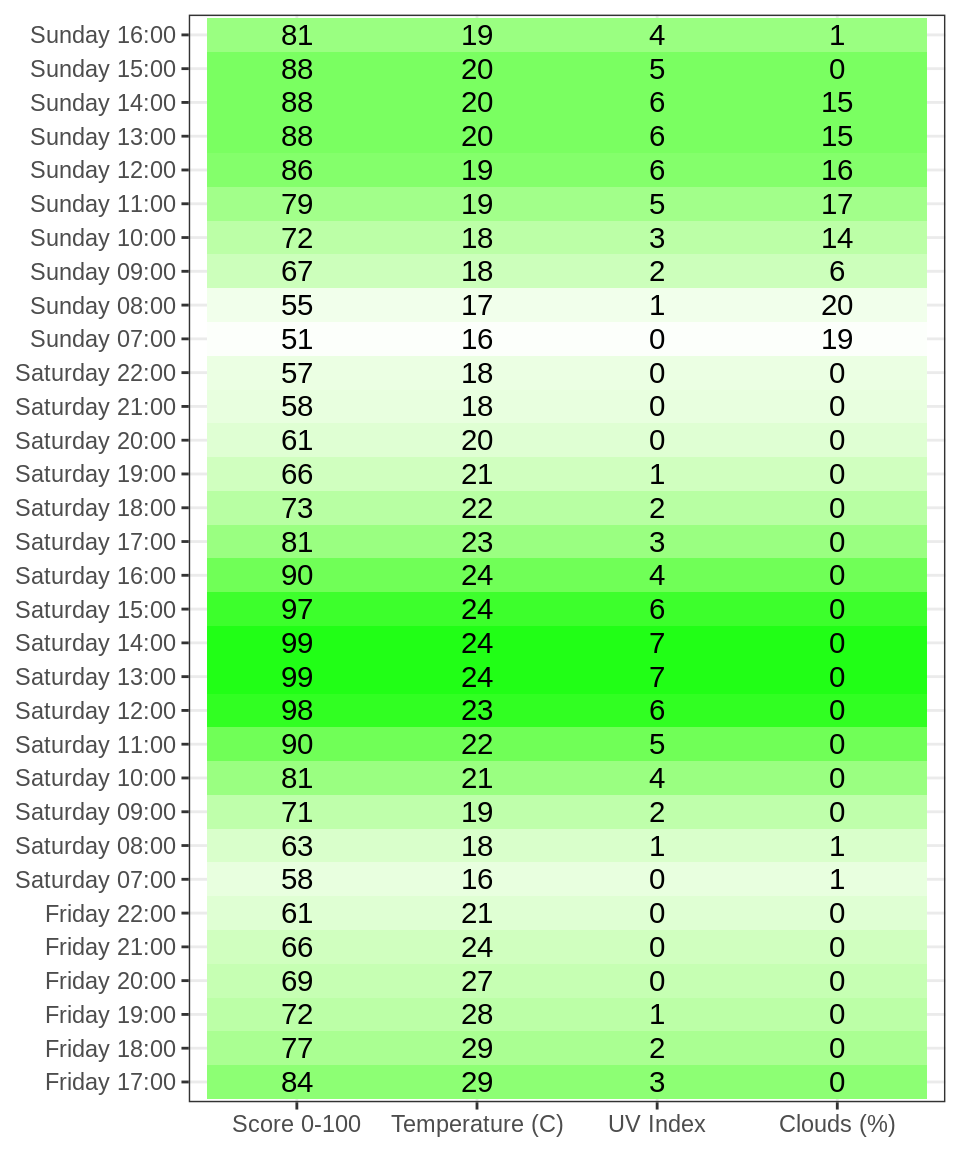 Sunday 16:00 81 19 4 1
Sunday 15:00 88 20 5 0
Sunday 14:00 88 20 6 15
Sunday 13:00 88 20 6 15
Sunday 12:00 86 19 6 16
Sunday 11:00 79 19 5 17
Sunday 10:00 72 18 3 14
Sunday 09:00 67 18 2 6
Sunday 08:00 55 17 1 20
Sunday 07:00 51 16 0 19
Saturday 22:00 57 18 0 0
Saturday 21:00 58 18 0 0
Saturday 20:00 61 20 0 0
Saturday 19:00 66 21 1 0
Saturday 18:00 73 22 2 0
Saturday 17:00 81 23 3 0
Saturday 16:00 90 24 4 0
Saturday 15:00 97 24 6 0
Saturday 14:00 99 24 7 0
Saturday 13:00 99 24 7 0
Saturday 12:00 98 23 6 0
Saturday 11:00 90 22 5 0
Saturday 10:00 81 21 4 0
Saturday 09:00 71 19 2 0
Saturday 08:00 63 18 1 1
Saturday 07:00 58 16 0 1
Friday 22:00 61 21 0 0
Friday 21:00 66 24 0 0
Friday 20:00 69 27 0 0
Friday 19:00 72 28 1 0
Friday 18:00 77 29 2 0
Friday 17:00 84 29 3 0
Score 0-100 Temperature (C) UV Index Clouds (%)